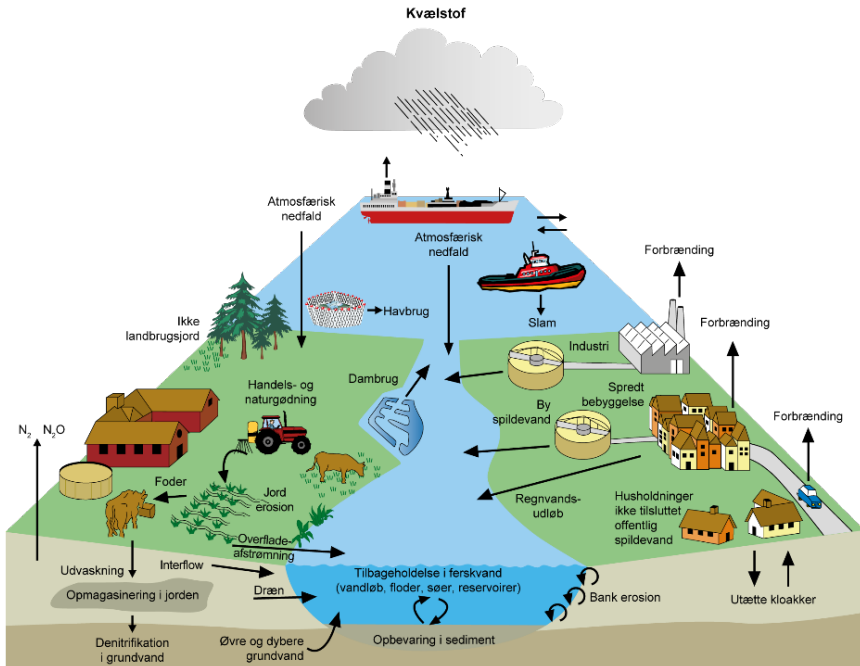 Kvælstof
Atmosfærisk
nedfald
Atmosfærisk
nedfald
Forbrænding
Havbrug
Slam
Ikke
landbrugsjord
Industri
Forbrænding
Handels- og
naturgødning
Dambrug
By
spildevand
Spredt
bebyggelse
Forbrænding
N₂ N₂O
Foder
Jord
erosion
Regnvands-
udløb
Husholdninger
ikke tilsluttet
offentlig
spildevand
Overflade-
afstrømning
Udvaskning
Interflow
Tilbageholdelse i ferskvand
(vandløb, floder, søer, reservoirer)
Bank erosion
Utætte kloakker
Opmagasinering i jorden
Dræn
Denitrifikation
i grundvand
Øvre og dybere
grundvand
Opbevaring i sediment